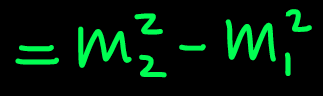 = m₂² - m₁²